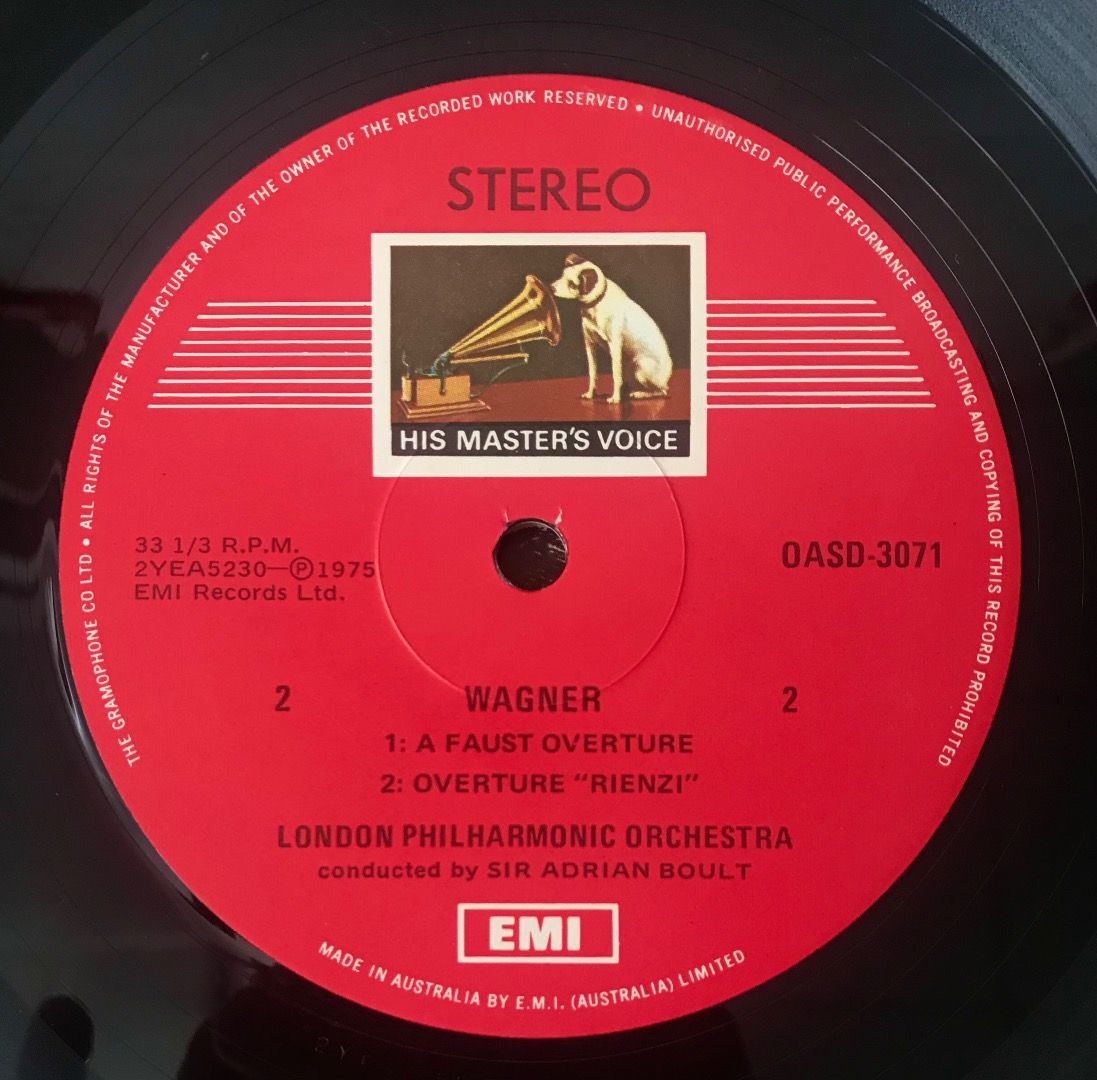 THE GRAMOPHONE CO LTD • ALL RIGHTS OF THE MANUFACTURER AND OF THE OWNER OF THE RECORDED WORK RESERVED • UNAUTHORISED PUBLIC PERFORMANCE BROADCASTING AND COPYING OF THIS RECORD PROHIBITED
STEREO
HIS MASTER'S VOICE
33 1/3 R.P.M.
2YEA5230—Ⓟ1975
EMI Records Ltd.
OASD-3071
2 WAGNER 2
1: A FAUST OVERTURE
2: OVERTURE "RIENZI"
LONDON PHILHARMONIC ORCHESTRA
conducted by SIR ADRIAN BOULT
EMI
MADE IN AUSTRALIA BY E.M.I. (AUSTRALIA) LIMITED